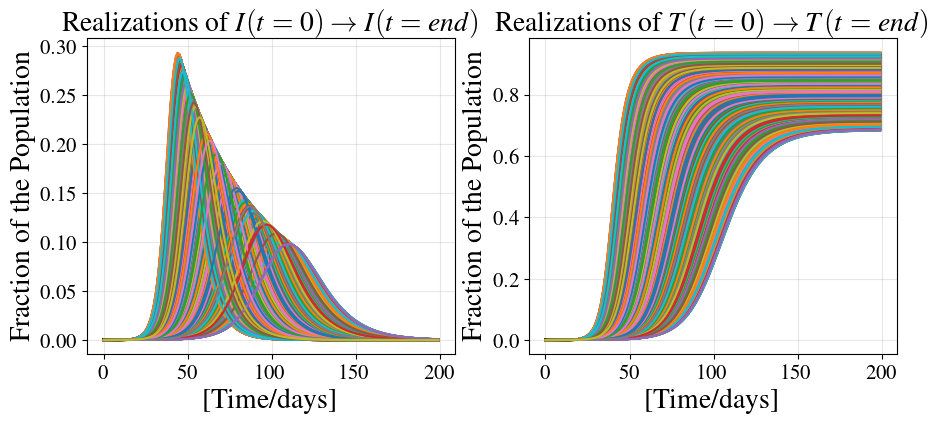 Realizations of I(t = 0) → I(t = end)
Fraction of the Population
0.30
0.25
0.20
0.15
0.10
0.05
0.00
0 50 100 150 200
[Time/days]
Realizations of T(t = 0) → T(t = end)
Fraction of the Population
0.8
0.6
0.4
0.2
0.0
0 50 100 150 200
[Time/days]